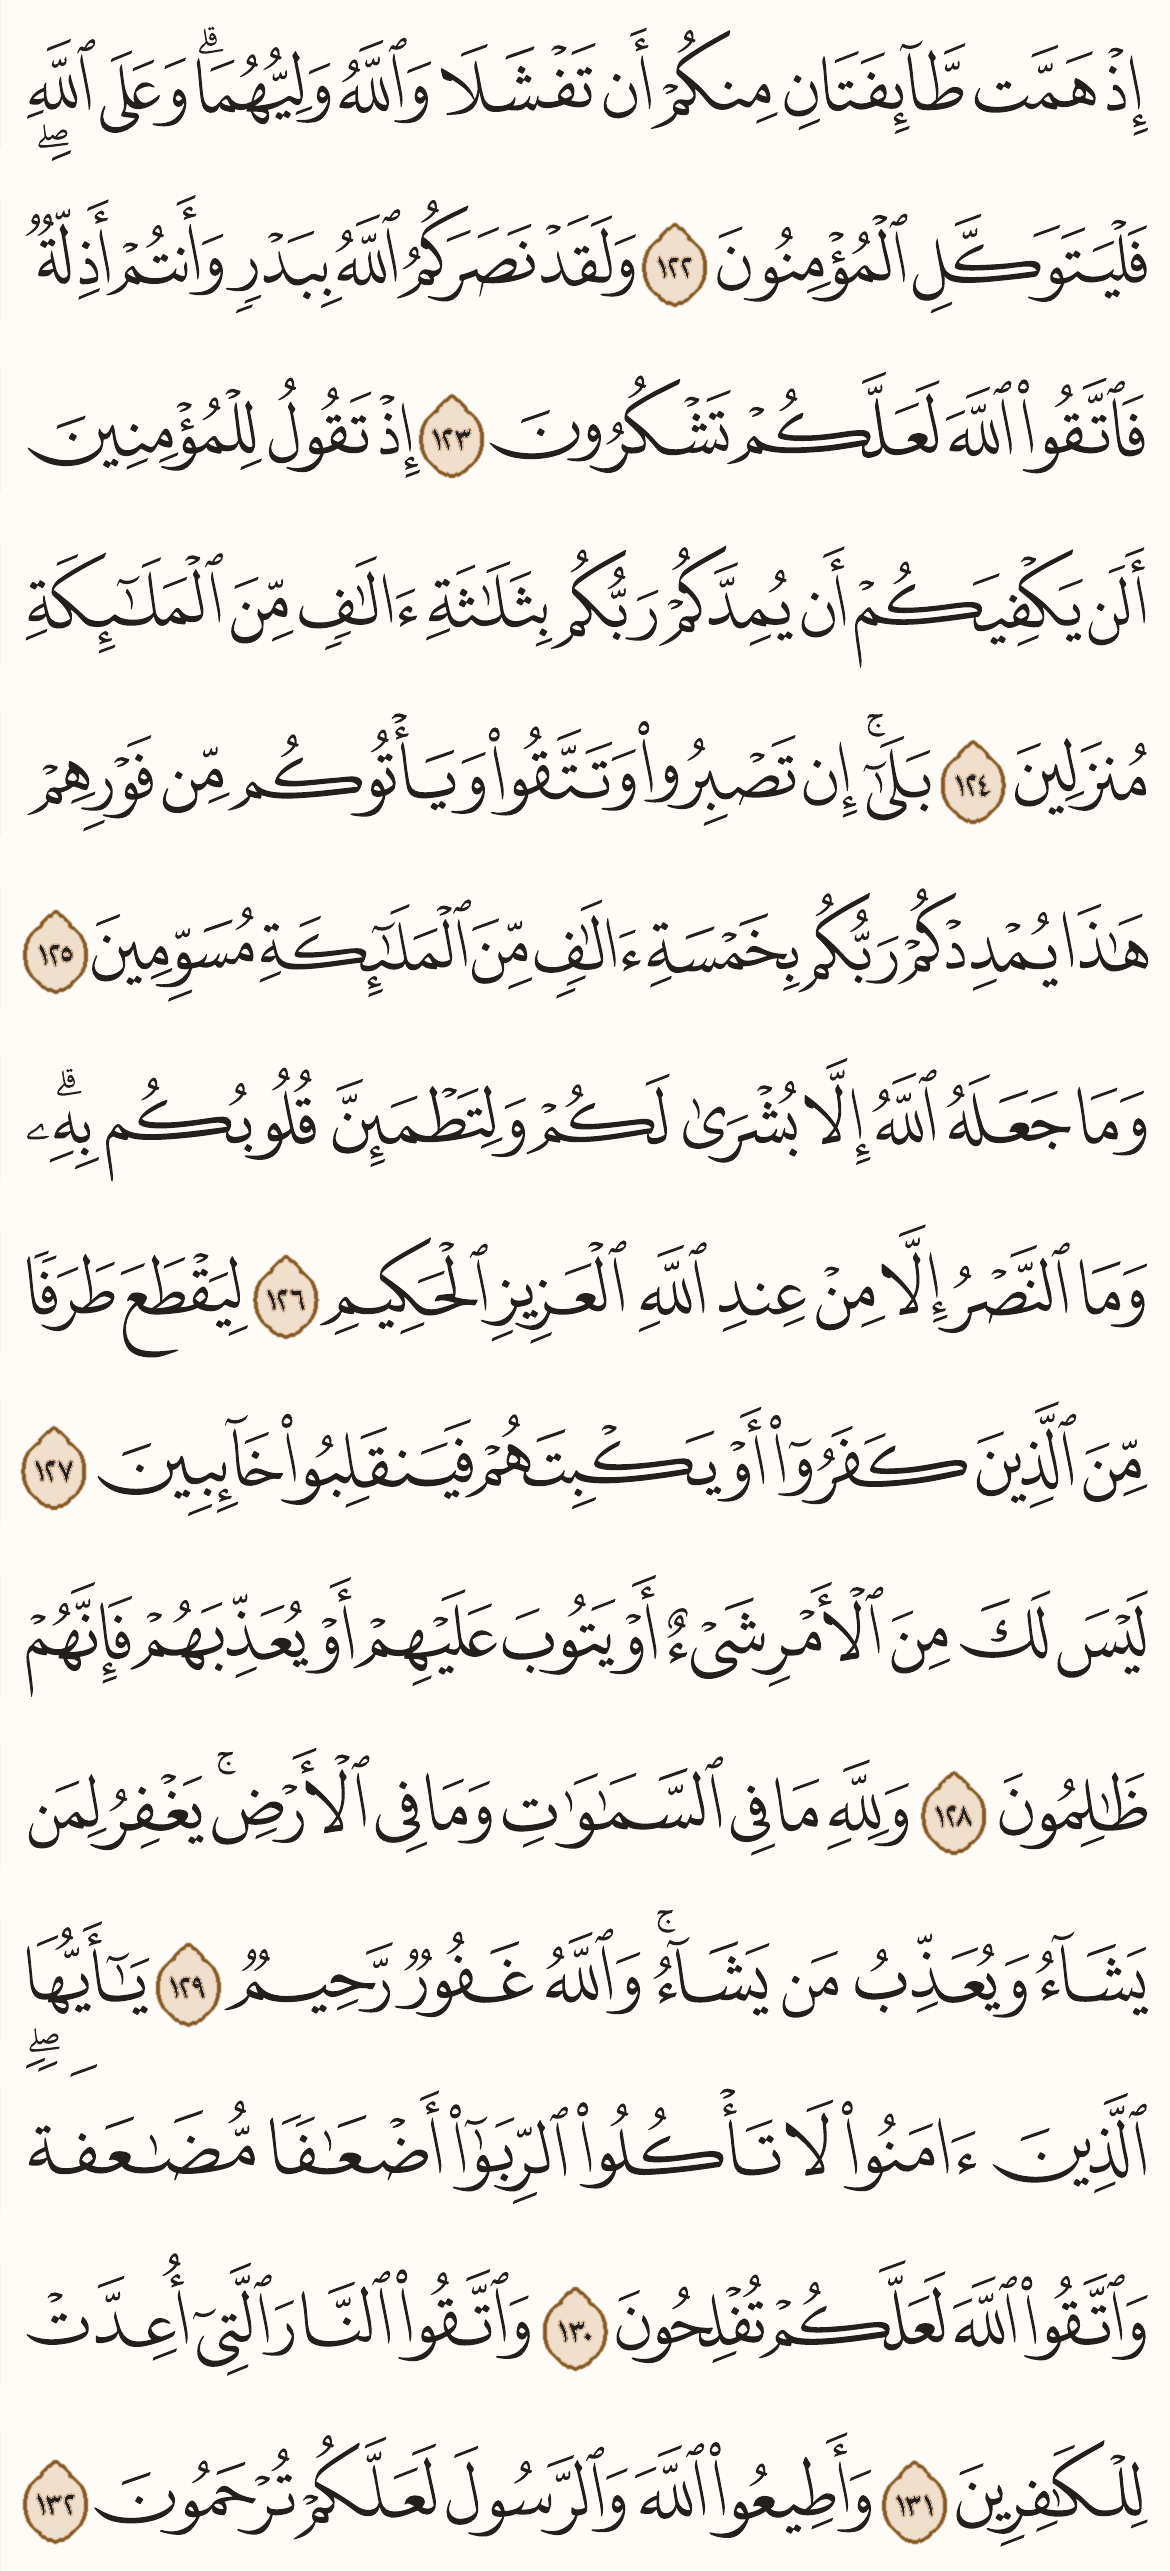 إِذۡ هَمَّت طَّآئِفَتَانِ مِنكُمۡ أَن تَفۡشَلَا وَٱللَّهُ وَلِيُّهُمَاۗ وَعَلَى ٱللَّهِ
فَلۡيَتَوَكَّلِ ٱلۡمُؤۡمِنُونَ ١٢٢ وَلَقَدۡ نَصَرَكُمُ ٱللَّهُ بِبَدۡرٖ وَأَنتُمۡ أَذِلَّةٞۖ
فَٱتَّقُواْ ٱللَّهَ لَعَلَّكُمۡ تَشۡكُرُونَ ١٢٣ إِذۡ تَقُولُ لِلۡمُؤۡمِنِينَ
أَلَن يَكۡفِيَكُمۡ أَن يُمِدَّكُمۡ رَبُّكُم بِثَلَٰثَةِ ءَالَٰفٖ مِّنَ ٱلۡمَلَٰٓئِكَةِ
مُنزَلِينَ ١٢٤ بَلَىٰٓۚ إِن تَصۡبِرُواْ وَتَتَّقُواْ وَيَأۡتُوكُم مِّن فَوۡرِهِمۡ
هَٰذَا يُمۡدِدۡكُمۡ رَبُّكُم بِخَمۡسَةِ ءَالَٰفٖ مِّنَ ٱلۡمَلَٰٓئِكَةِ مُسَوِّمِينَ ١٢٥
وَمَا جَعَلَهُ ٱللَّهُ إِلَّا بُشۡرَىٰ لَكُمۡ وَلِتَطۡمَئِنَّ قُلُوبُكُم بِهِۦۗ
وَمَا ٱلنَّصۡرُ إِلَّا مِنۡ عِندِ ٱللَّهِ ٱلۡعَزِيزِ ٱلۡحَكِيمِ ١٢٦ لِيَقۡطَعَ طَرَفٗا
مِّنَ ٱلَّذِينَ كَفَرُوٓاْ أَوۡ يَكۡبِتَهُمۡ فَيَنقَلِبُواْ خَآئِبِينَ ١٢٧
لَيۡسَ لَكَ مِنَ ٱلۡأَمۡرِ شَيۡءٌ أَوۡ يَتُوبَ عَلَيۡهِمۡ أَوۡ يُعَذِّبَهُمۡ فَإِنَّهُمۡ
ظَٰلِمُونَ ١٢٨ وَلِلَّهِ مَا فِي ٱلسَّمَٰوَٰتِ وَمَا فِي ٱلۡأَرۡضِۚ يَغۡفِرُ لِمَن
يَشَآءُ وَيُعَذِّبُ مَن يَشَآءُۚ وَٱللَّهُ غَفُورٞ رَّحِيمٞ ١٢٩ يَٰٓأَيُّهَا
ٱلَّذِينَ ءَامَنُواْ لَا تَأۡكُلُواْ ٱلرِّبَوٰٓاْ أَضۡعَٰفٗا مُّضَٰعَفَةٗۖ
وَٱتَّقُواْ ٱللَّهَ لَعَلَّكُمۡ تُفۡلِحُونَ ١٣٠ وَٱتَّقُواْ ٱلنَّارَ ٱلَّتِيٓ أُعِدَّتۡ
لِلۡكَٰفِرِينَ ١٣١ وَأَطِيعُواْ ٱللَّهَ وَٱلرَّسُولَ لَعَلَّكُمۡ تُرۡحَمُونَ ١٣٢